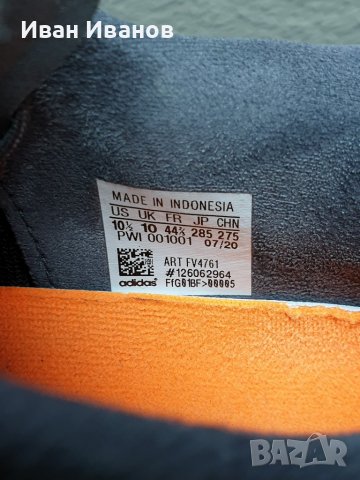 Иван Иванов
MADE IN INDONESIA
US UK FR JP CHN
10½ 10 44⅔ 285 275
PWI 001001 07/20
ART FV4761
#126062964
adidas FfG01BF>00005
BAZAR